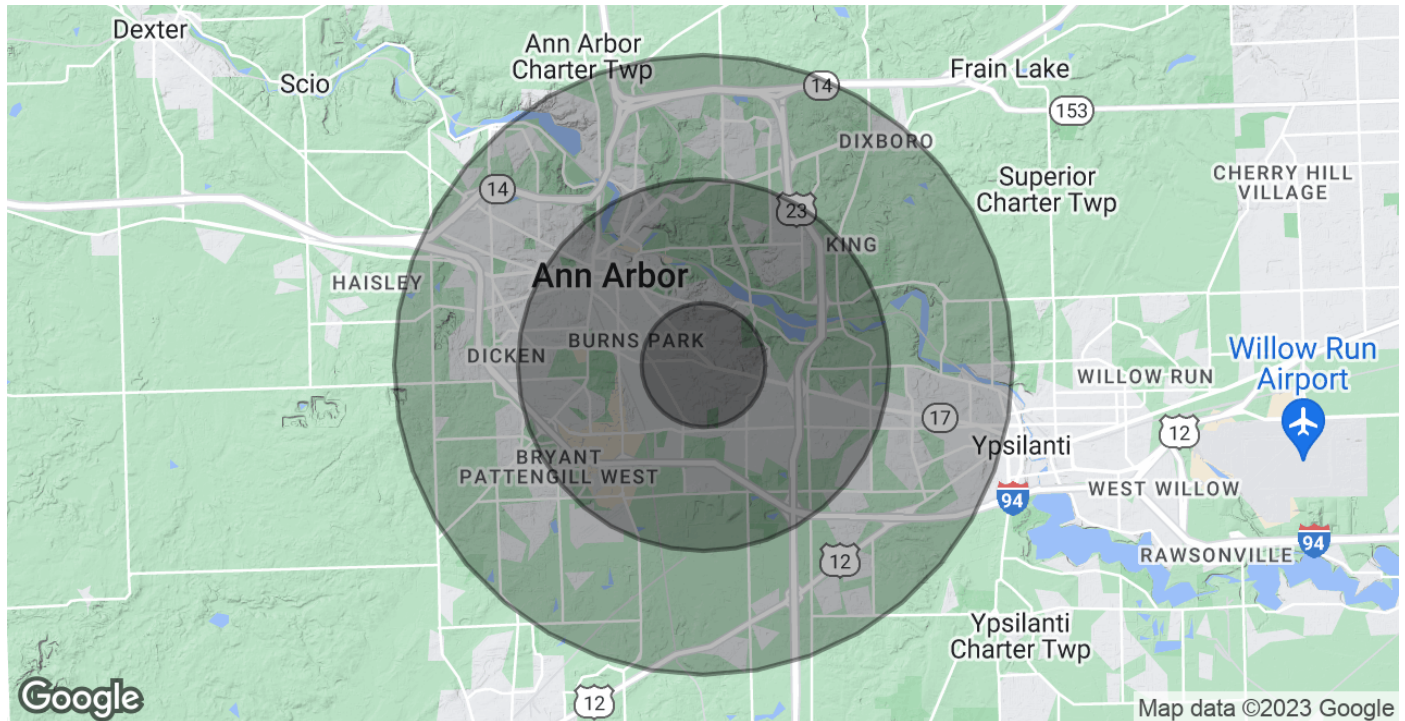 Dexter
Ann Arbor
Charter Twp
Scio
Frain Lake
14
153
DIXBORO
CHERRY HILL
VILLAGE
Superior
Charter Twp
14
23
KING
Ann Arbor
HAISLEY
BURNS PARK
DICKEN
Willow Run
Airport
WILLOW RUN
17
12
Ypsilanti
BRYANT
PATTENGILL WEST
WEST WILLOW
94
94
RAWSONVILLE
12
Ypsilanti
Charter Twp
Google
12
Map data ©2023 Google